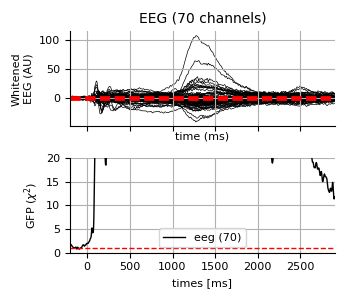 EEG (70 channels)
Whitened
EEG (AU)
100
50
0
time (ms)
GFP (χ²)
20
15
10
5
0
eeg (70)
0 500 1000 1500 2000 2500
times [ms]